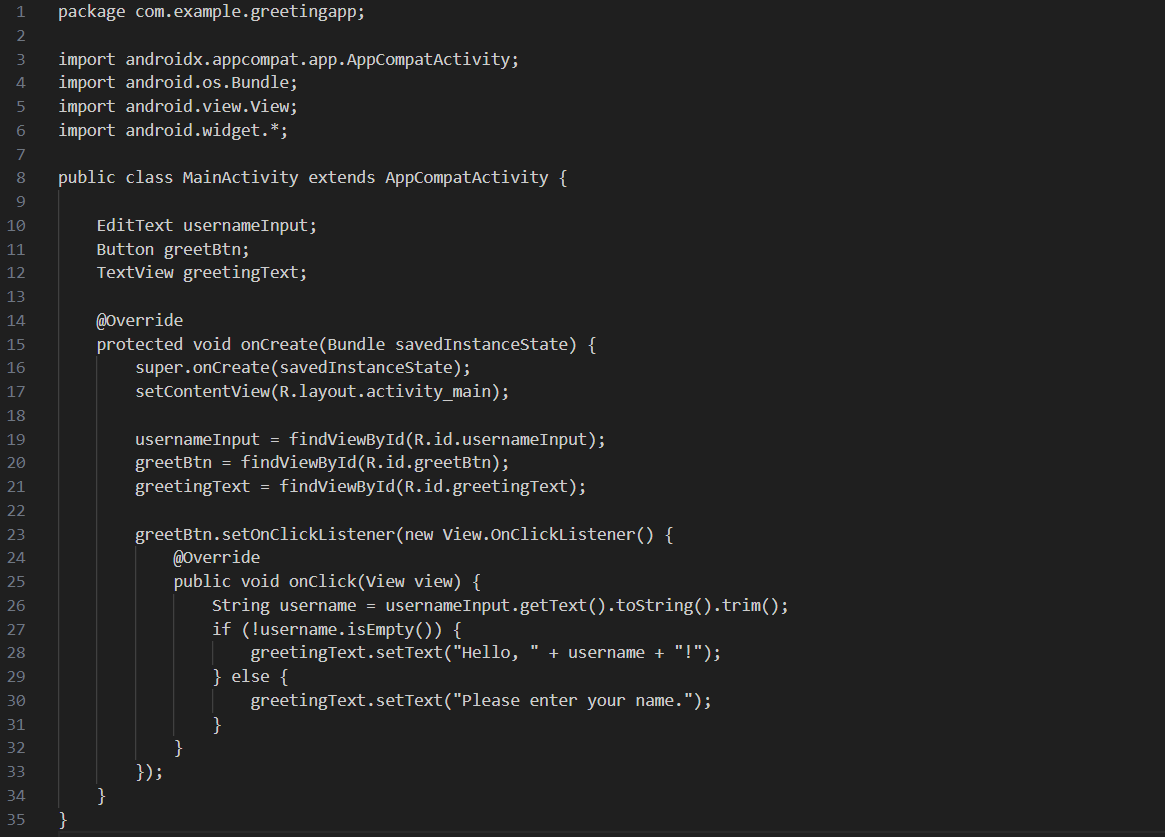 1 package com.example.greetingapp;
2
3 import androidx.appcompat.app.AppCompatActivity;
4 import android.os.Bundle;
5 import android.view.View;
6 import android.widget.*;
7
8 public class MainActivity extends AppCompatActivity {
9
10     EditText usernameInput;
11     Button greetBtn;
12     TextView greetingText;
13
14     @Override
15     protected void onCreate(Bundle savedInstanceState) {
16         super.onCreate(savedInstanceState);
17         setContentView(R.layout.activity_main);
18
19         usernameInput = findViewById(R.id.usernameInput);
20         greetBtn = findViewById(R.id.greetBtn);
21         greetingText = findViewById(R.id.greetingText);
22
23         greetBtn.setOnClickListener(new View.OnClickListener() {
24             @Override
25             public void onClick(View view) {
26                 String username = usernameInput.getText().toString().trim();
27                 if (!username.isEmpty()) {
28                     greetingText.setText("Hello, " + username + "!");
29                 } else {
30                     greetingText.setText("Please enter your name.");
31                 }
32             }
33         });
34     }
35 }